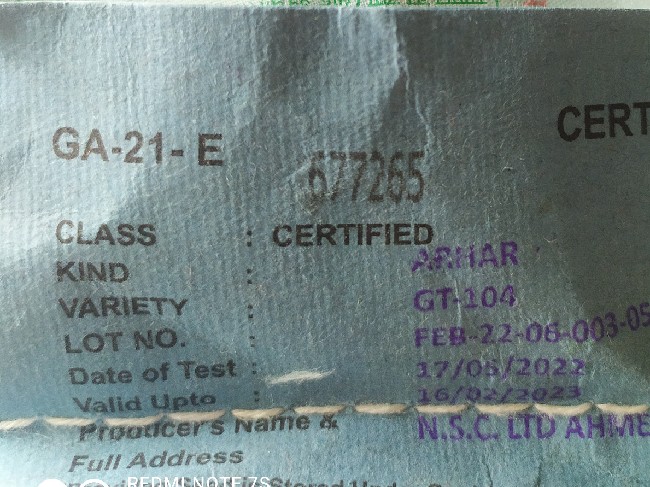 GA-21- E
677265
CERT
CLASS : CERTIFIED
KIND : ARHAR
VARIETY : GT-104
LOT NO. : FEB-22-06-003-05
Date of Test : 17/05/2022
Valid Upto : 16/02/2023
Producer's Name & N.S.C. LTD AHME
Full Address
REDMI NOTE 7S